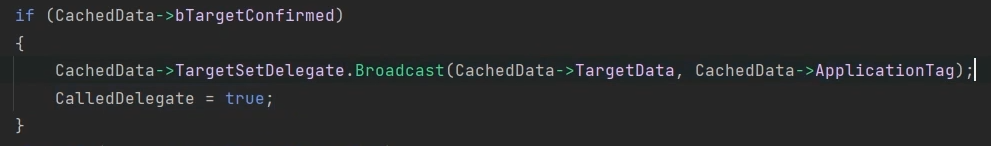 if (CachedData->bTargetConfirmed)
{
    CachedData->TargetSetDelegate.Broadcast(CachedData->TargetData, CachedData->ApplicationTag);
    CalledDelegate = true;
}